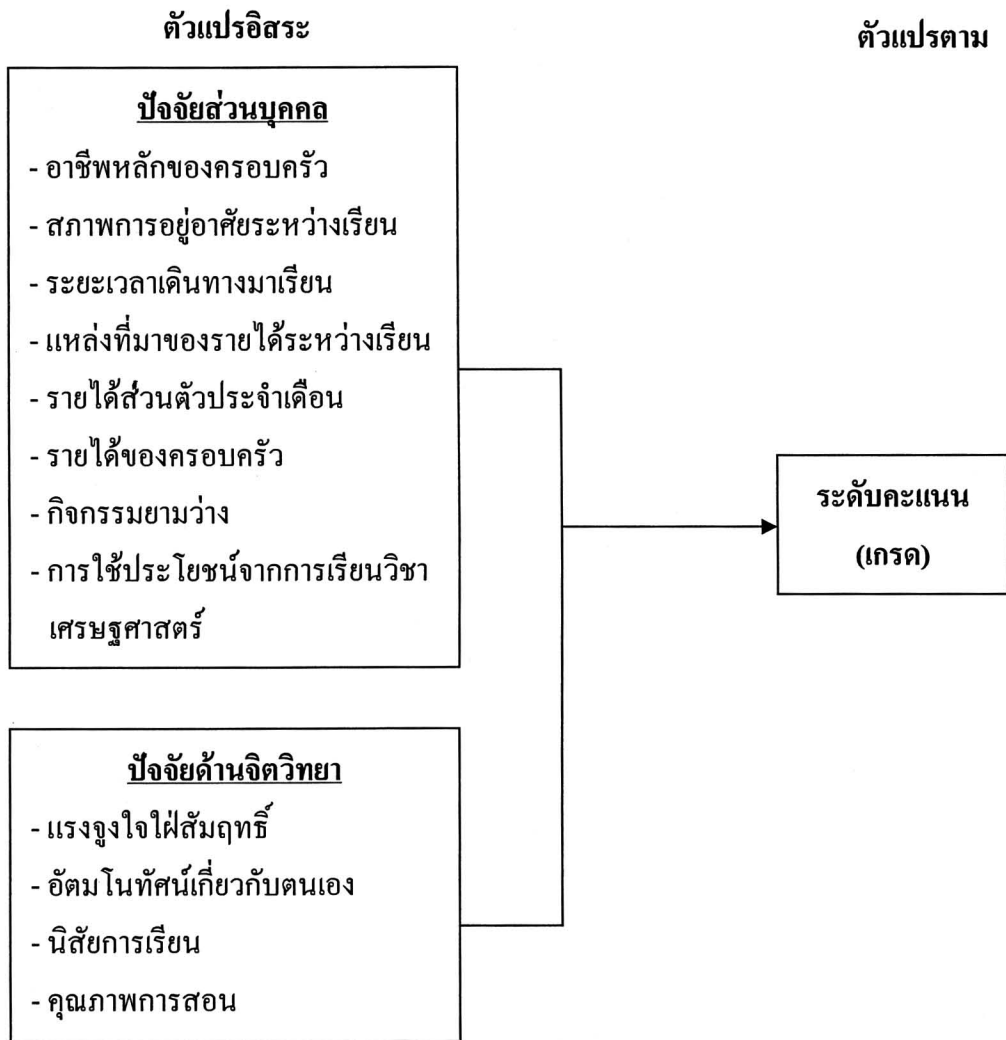 ตัวแปรอิสระ
ตัวแปรตาม
ปัจจัยส่วนบุคคล
- อาชีพหลักของครอบครัว
- สภาพการอยู่อาศัยระหว่างเรียน
- ระยะเวลาเดินทางมาเรียน
- แหล่งที่มาของรายได้ระหว่างเรียน
- รายได้ส่วนตัวประจำเดือน
- รายได้ของครอบครัว
- กิจกรรมยามว่าง
- การใช้ประโยชน์จากการเรียนวิชา
เศรษฐศาสตร์
ปัจจัยด้านจิตวิทยา
- แรงจูงใจใฝ่สัมฤทธิ์
- อัตมโนทัศน์เกี่ยวกับตนเอง
- นิสัยการเรียน
- คุณภาพการสอน
ระดับคะแนน
(เกรด)